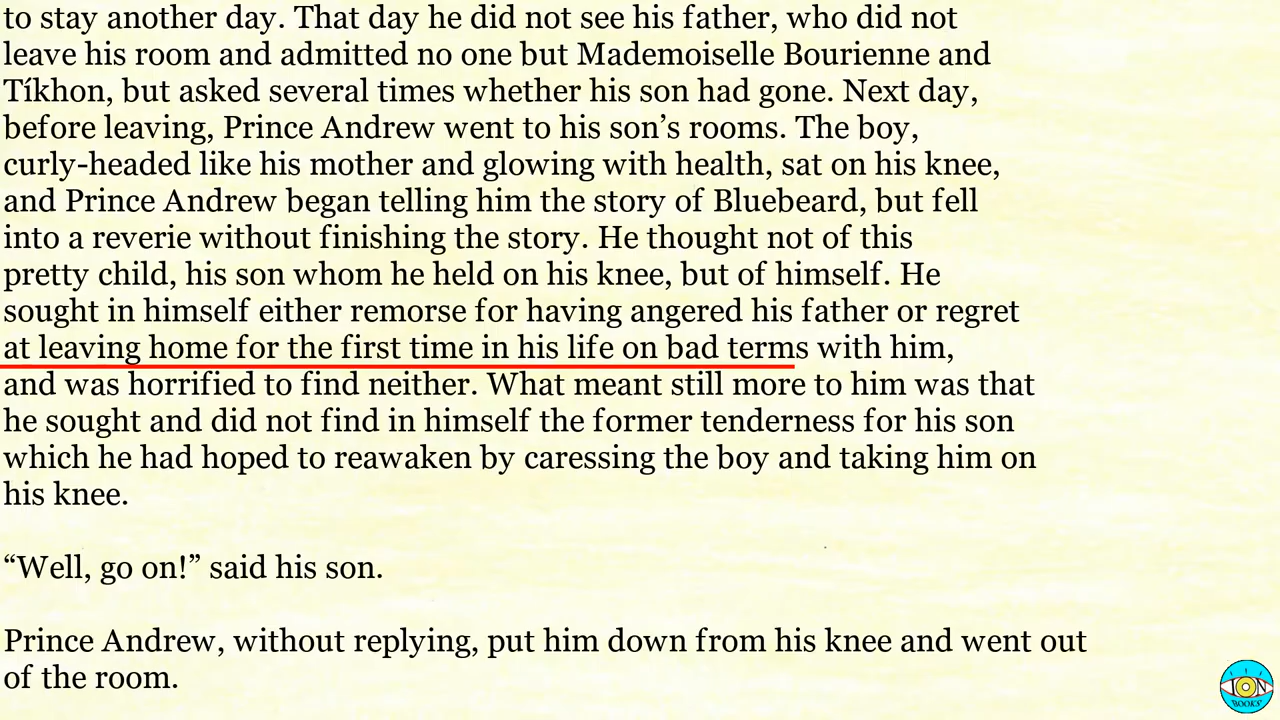 to stay another day. That day he did not see his father, who did not
leave his room and admitted no one but Mademoiselle Bourienne and
Tíkhon, but asked several times whether his son had gone. Next day,
before leaving, Prince Andrew went to his son’s rooms. The boy,
curly-headed like his mother and glowing with health, sat on his knee,
and Prince Andrew began telling him the story of Bluebeard, but fell
into a reverie without finishing the story. He thought not of this
pretty child, his son whom he held on his knee, but of himself. He
sought in himself either remorse for having angered his father or regret
at leaving home for the first time in his life on bad terms with him,
and was horrified to find neither. What meant still more to him was that
he sought and did not find in himself the former tenderness for his son
which he had hoped to reawaken by caressing the boy and taking him on
his knee.
“Well, go on!” said his son.
Prince Andrew, without replying, put him down from his knee and went out
of the room.
ION
BOOKS